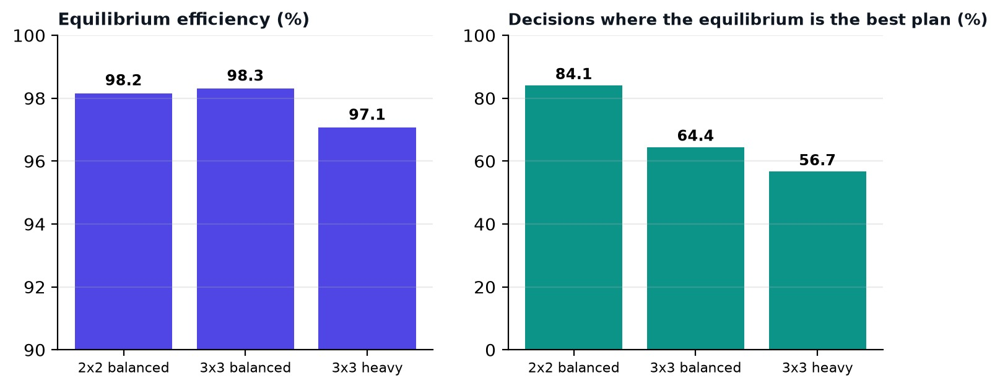 Equilibrium efficiency (%)
100
98
96
94
92
90
98.2
98.3
97.1
2x2 balanced
3x3 balanced
3x3 heavy
Decisions where the equilibrium is the best plan (%)
100
80
60
40
20
0
84.1
64.4
56.7
2x2 balanced
3x3 balanced
3x3 heavy